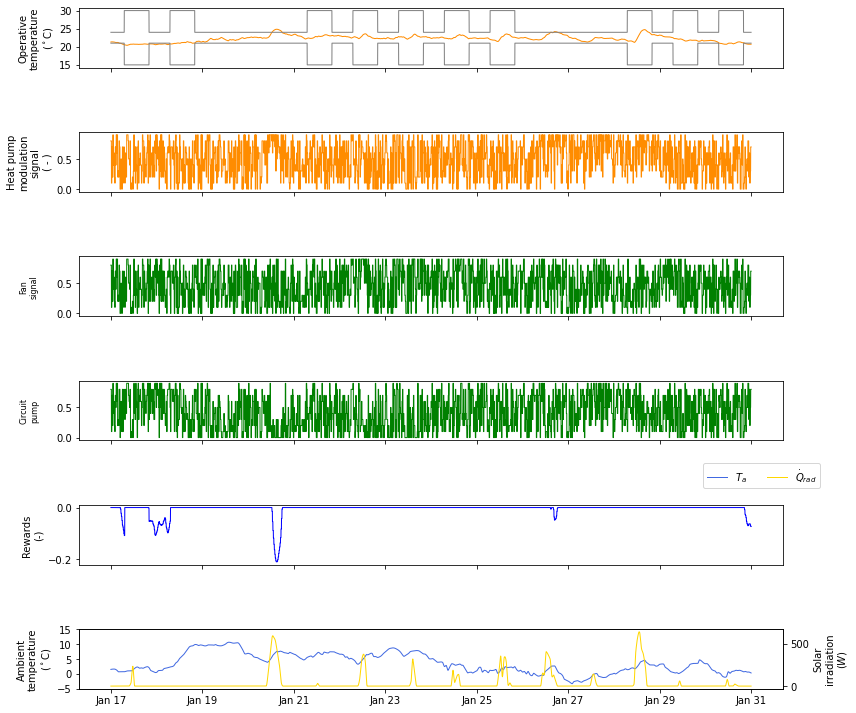 Operative
temperature
(°C)
30
25
20
15
Heat pump
modulation
signal
( - )
0.5
0.0
Fan
signal
0.5
0.0
Circuit
pump
0.5
0.0
T_a
Q̇_rad
Rewards
(-)
0.0
−0.2
Ambient
temperature
(°C)
15
10
5
0
−5
500
0
Solar
irradiation
(W)
Jan 17 Jan 19 Jan 21 Jan 23 Jan 25 Jan 27 Jan 29 Jan 31